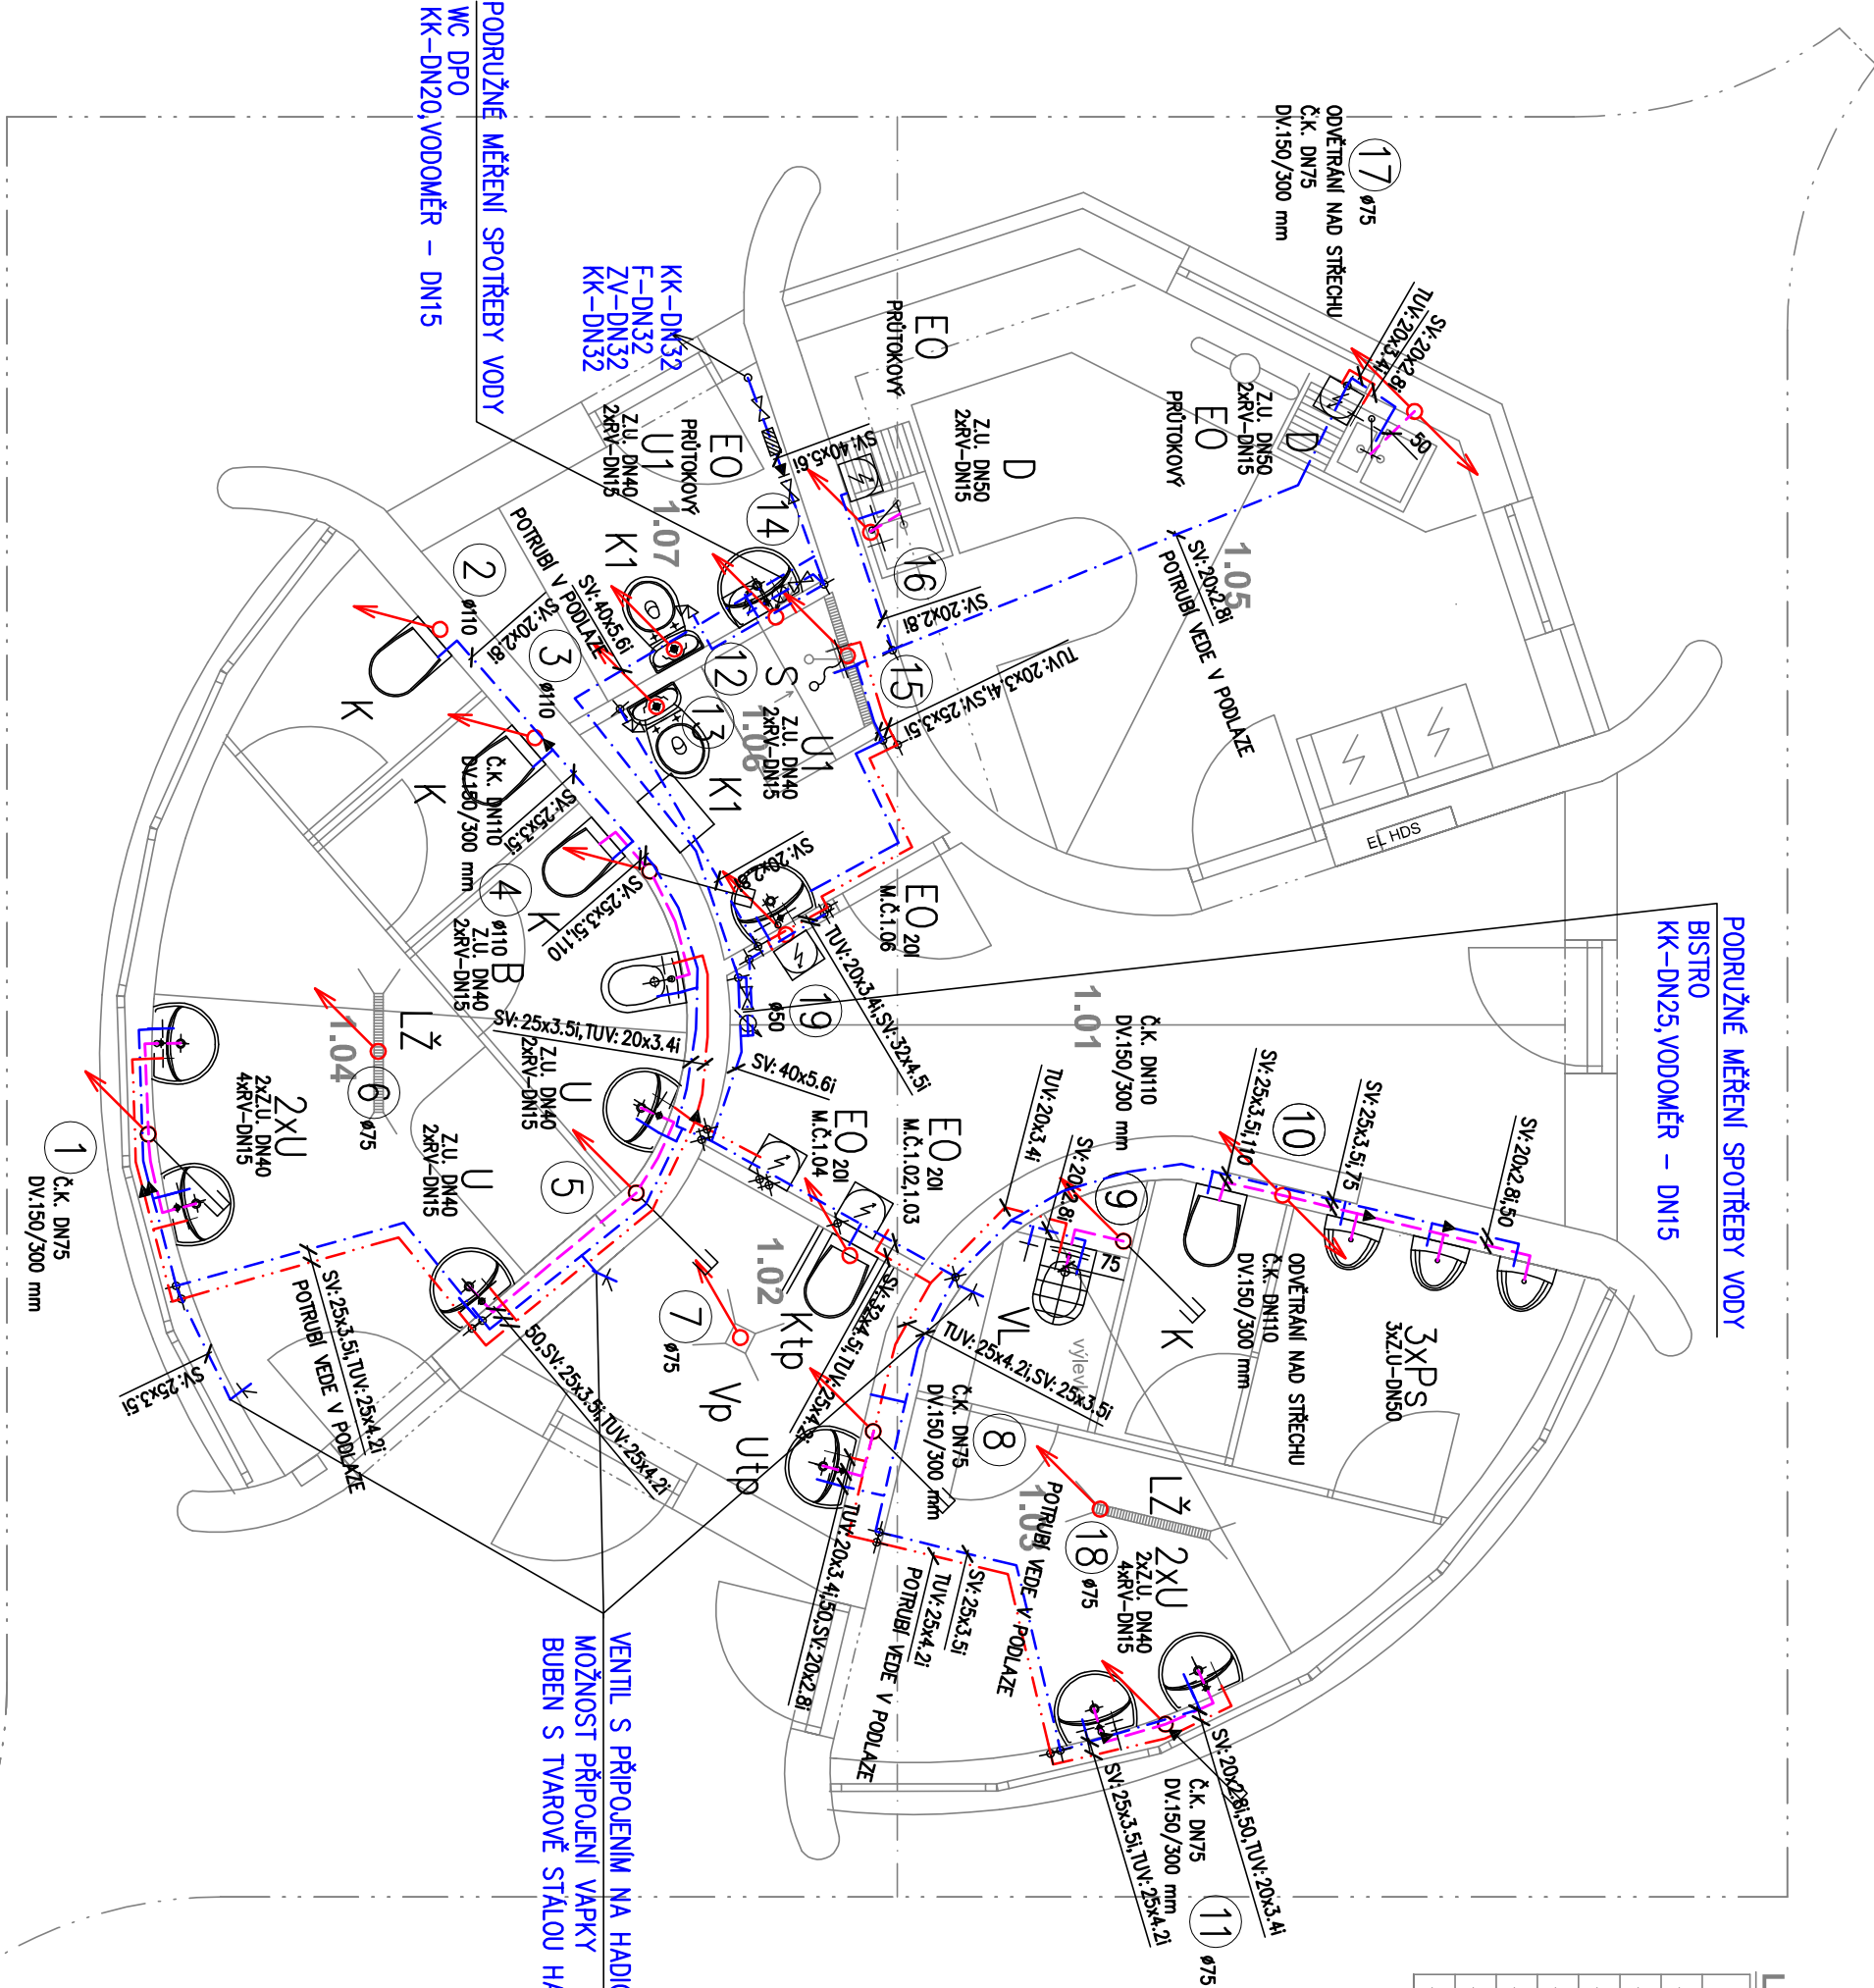 PODRUŽNÉ MĚŘENÍ SPOTŘEBY VODY
WC DPO
KK-DN20,VODOMĚR - DN15
KK-DN32
F-DN32
ZV-DN32
KK-DN32
PODRUŽNÉ MĚŘENÍ SPOTŘEBY VODY
BISTRO
KK-DN25,VODOMĚR - DN15
VENTIL S PŘIPOJENÍM NA HADIC
MOŽNOST PŘIPOJENÍ VAPKY
BUBEN S TVAROVĚ STÁLOU HA
17
ø75
ODVĚTRÁNÍ NAD STŘECHU
Č.K. DN75
DV.150/300 mm
TUV:20x3.4i
SV:20x2.8i
50
D
Z.U. DN50
2xRV-DN15
EO
PRŮTOKOVÝ
EO
PRŮTOKOVÝ
D
Z.U. DN50
2xRV-DN15
1.05
SV:20x2.8i
POTRUBÍ VEDE V PODLAZE
SV:40x5.6i
16
SV:20x2.8i
15
TUV:20x3.4i,SV:25x3.5i
EO
PRŮTOKOVÝ
U1
Z.U. DN40
2xRV-DN15
1.07
14
K1
POTRUBÍ V PODLAZE
SV:40x5.6i
12
S
13
1.06
U1
Z.U. DN40
2xRV-DN15
K1
2
ø110
SV:20x2.8i
3
ø110
K
K
Č.K. DN110
DV.150/300 mm
SV:25x3.5i
4
ø110
K
SV:25x3.5i,110
SV:20x2.8i
EO 20l
M.Č.1.06
TUV:20x3.4i,SV:32x4.5i
19
ø50
EL HDS
1.01
B
Z.U. DN40
2xRV-DN15
SV:25x3.5i,TUV:20x3.4i
SV:40x5.6i
LŽ
1.04
6
ø75
U
Z.U. DN40
2xRV-DN15
U
Z.U. DN40
2xRV-DN15
5
2xU
2xZ.U. DN40
4xRV-DN15
1
Č.K. DN75
DV.150/300 mm
SV:25x3.5i,TUV:25x4.2i
POTRUBÍ VEDE V PODLAZE
SV:25x3.5i
50,SV:25x3.5i,TUV:25x4.2i
EO 20l
M.Č.1.04
EO 20l
M.Č.1.02,1.03
1.02
7
ø75
Ktp
Vp
Utp
SV:32x4.5i,TUV:25x4.2i
Č.K. DN110
DV.150/300 mm
TUV:20x3.4i
SV:20x2.8i
9
75
VL
výlevka
K
10
SV:25x3.5i,110
SV:25x3.5i,75
SV:20x2.8i,50
ODVĚTRÁNÍ NAD STŘECHU
Č.K. DN110
DV.150/300 mm
3xPs
3xZ.U-DN50
TUV:25x4.2i,SV:25x3.5i
Č.K. DN75
DV.150/300 mm
8
1.03
LŽ
18
ø75
2xU
2xZ.U. DN40
4xRV-DN15
POTRUBÍ VEDE V PODLAZE
SV:25x3.5i
TUV:25x4.2i
POTRUBÍ VEDE V PODLAZE
TUV:20x3.4i,50,SV:20x2.8i
SV:20x2.8i,50,TUV:20x3.4i
SV:25x3.5i,TUV:25x4.2i
Č.K. DN75
DV.150/300 mm
11
ø75